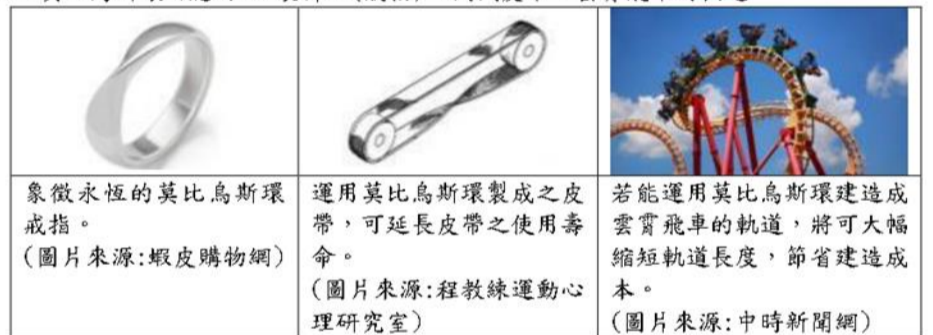 象徵永恆的莫比烏斯環
戒指。
(圖片來源:蝦皮購物網)
運用莫比烏斯環製成之皮
帶，可延長皮帶之使用壽
命。
(圖片來源:程教練運動心
理研究室)
若能運用莫比烏斯環建造成
雲霄飛車的軌道，將可大幅
縮短軌道長度，節省建造成
本。
(圖片來源:中時新聞網)